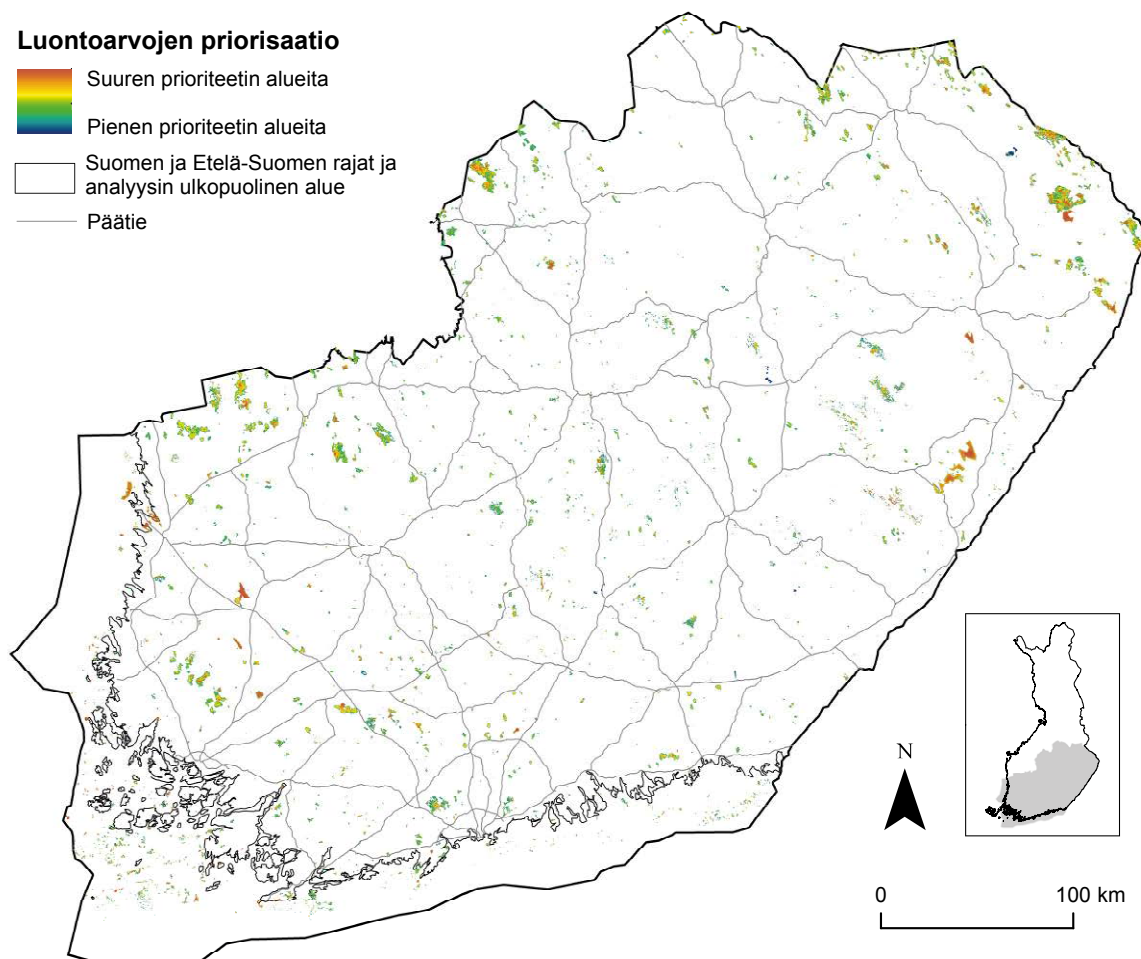 Luontoarvojen priorisaatio
Suuren prioriteetin alueita
Pienen prioriteetin alueita
Suomen ja Etelä-Suomen rajat ja
analyysin ulkopuolinen alue
Päätie
N
0 100 km